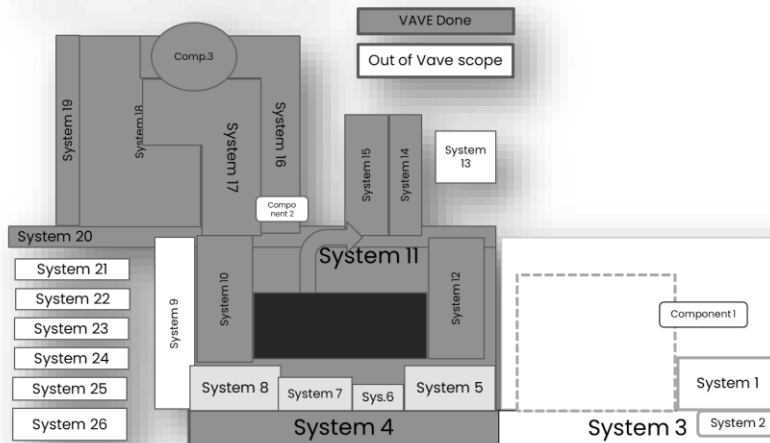 VAVE Done
Out of Vave scope
Comp.3
System 19
System 18
System 17
System 16
System 15
System 14
System
13
Compo
nent 2
System 20
System 11
System 21
System 22
System 23
System 24
System 25
System 26
System 9
System 10
System 12
Component 1
System 8
System 7
Sys.6
System 5
System 1
System 4
System 3
System 2